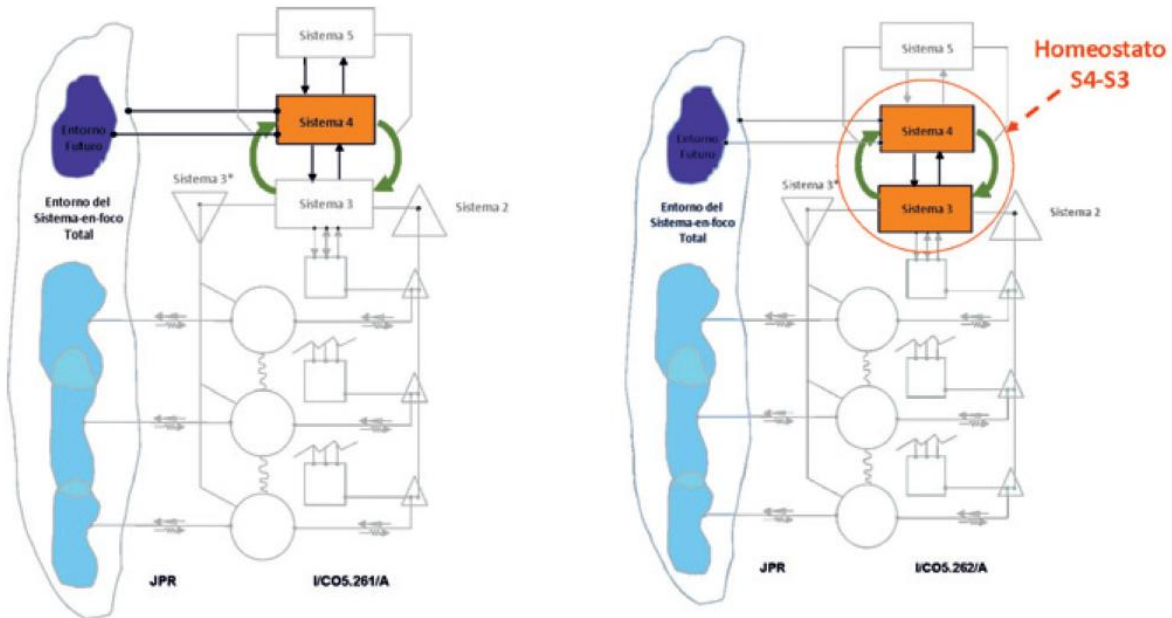 Sistema 5
Sistema 4
Entorno
Futuro
Sistema 3*
Sistema 3
Sistema 2
Entorno del
Sistema-en-foco
Total
JPR
I/CO5.261/A
Homeostato
S4-S3
Sistema 5
Sistema 4
Entorno
Futuro
Sistema 3*
Sistema 3
Sistema 2
Entorno del
Sistema-en-foco
Total
JPR
I/CO5.262/A